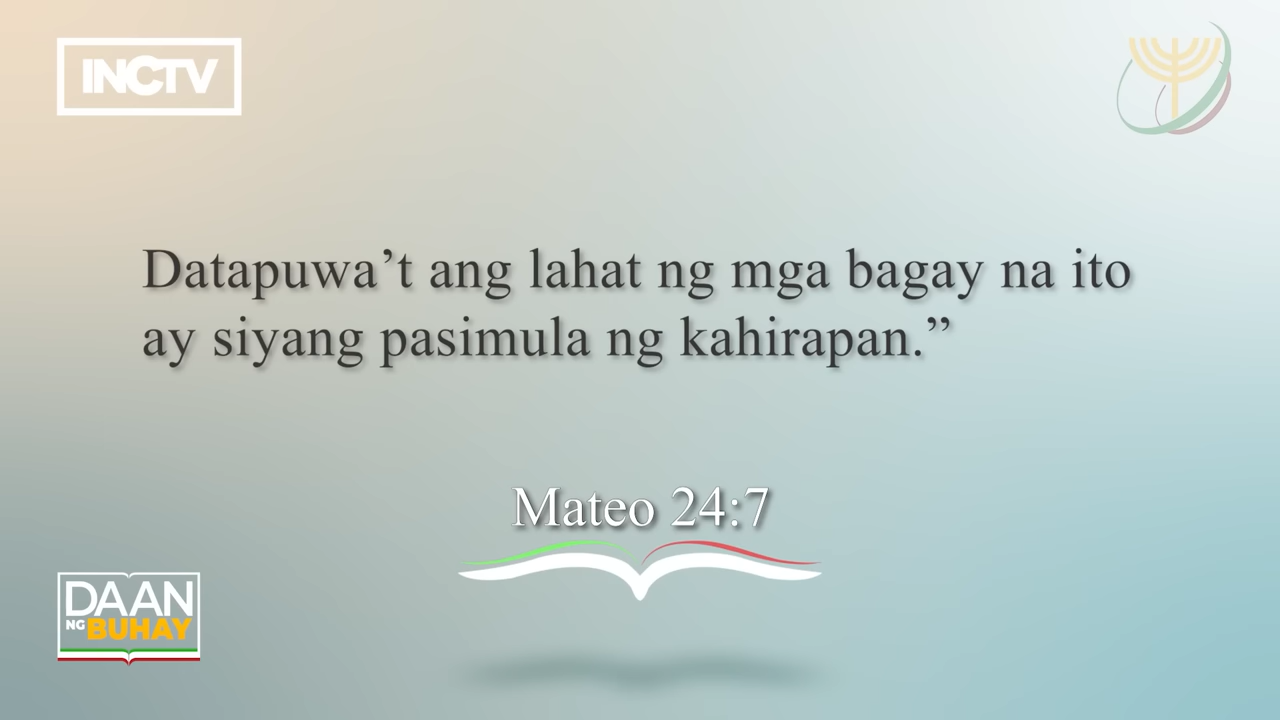 INCTV
Datapuwa’t ang lahat ng mga bagay na ito
ay siyang pasimula ng kahirapan.”
Mateo 24:7
DAAN
NG BUHAY